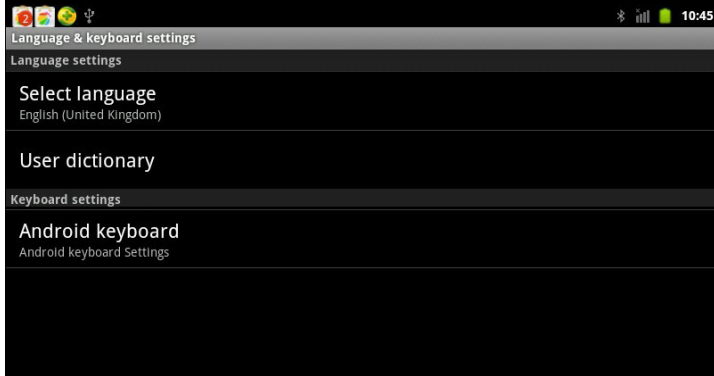 2
10:45
Language & keyboard settings
Language settings
Select language
English (United Kingdom)
User dictionary
Keyboard settings
Android keyboard
Android keyboard Settings